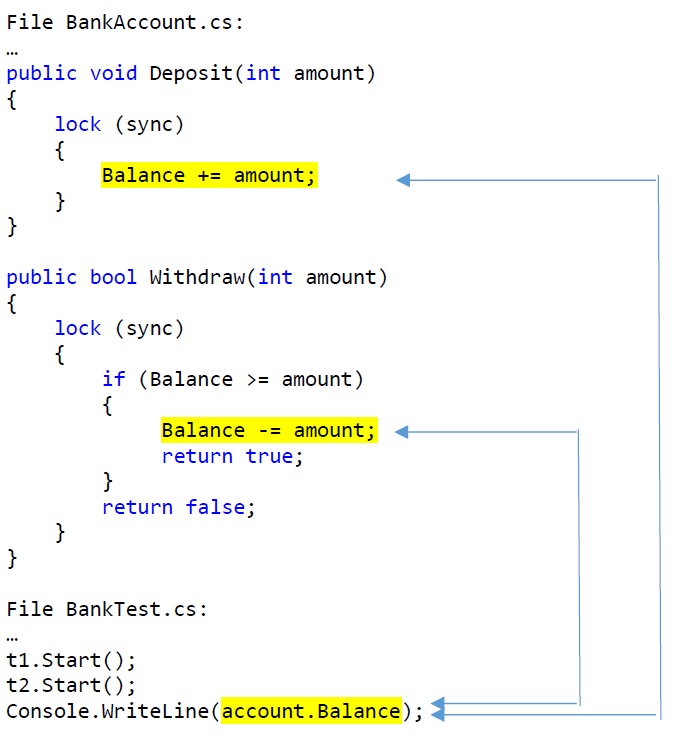 File BankAccount.cs:
…
public void Deposit(int amount)
{
    lock (sync)
    {
        Balance += amount;
    }
}

public bool Withdraw(int amount)
{
    lock (sync)
    {
        if (Balance >= amount)
        {
             Balance -= amount;
             return true;
        }
        return false;
    }
}

File BankTest.cs:
…
t1.Start();
t2.Start();
Console.WriteLine(account.Balance);